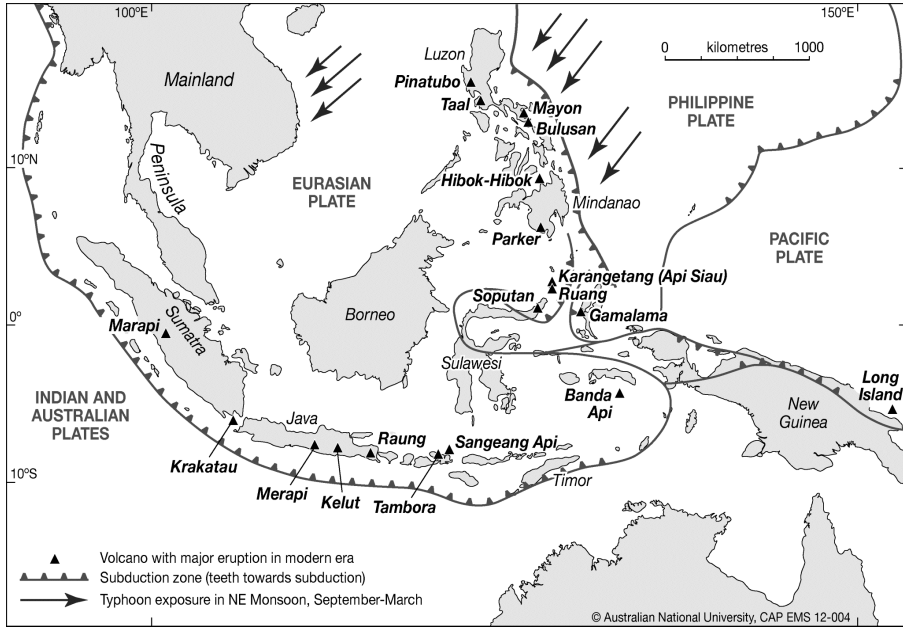 100°E
150°E
0 kilometres 1000
Luzon
Mainland
Pinatubo
Taal
Mayon
Bulusan
PHILIPPINE
PLATE
10°N
Peninsula
EURASIAN
PLATE
Hibok-Hibok
Mindanao
Parker
PACIFIC
PLATE
Karangetang (Api Siau)
Ruang
Soputan
Gamalama
Borneo
0°
Marapi
Sumatra
Sulawesi
INDIAN AND
AUSTRALIAN
PLATES
Banda
Api
Long
Island
New
Guinea
Java
Krakatau
Raung
Sangeang Api
Merapi
Kelut
Tambora
Timor
10°S
Volcano with major eruption in modern era
Subduction zone (teeth towards subduction)
Typhoon exposure in NE Monsoon, September-March
© Australian National University, CAP EMS 12-004